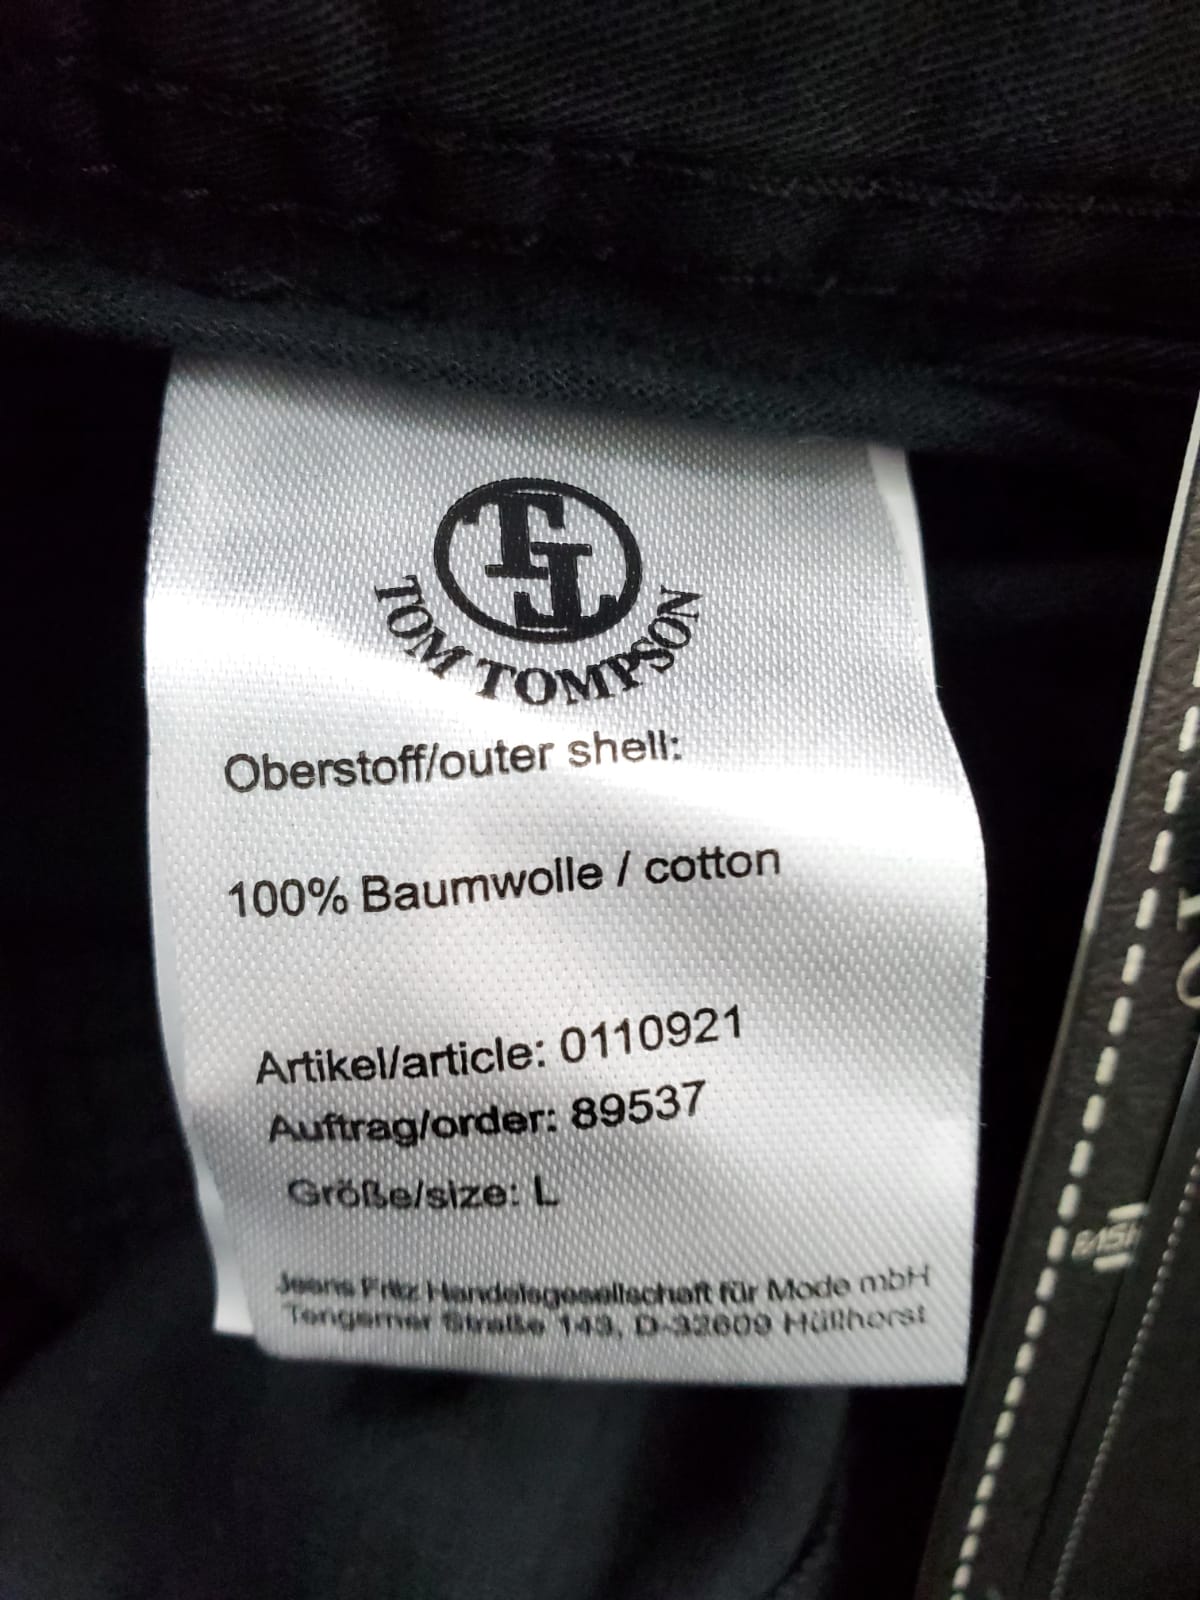 TT
TOM TOMPSON
Oberstoff/outer shell:
100% Baumwolle / cotton
Artikel/article: 0110921
Auftrag/order: 89537
Größe/size: L
Jeans Fritz Handelsgesellschaft für Mode mbH
Tengerner Straße 143, D-32609 Hüllhorst